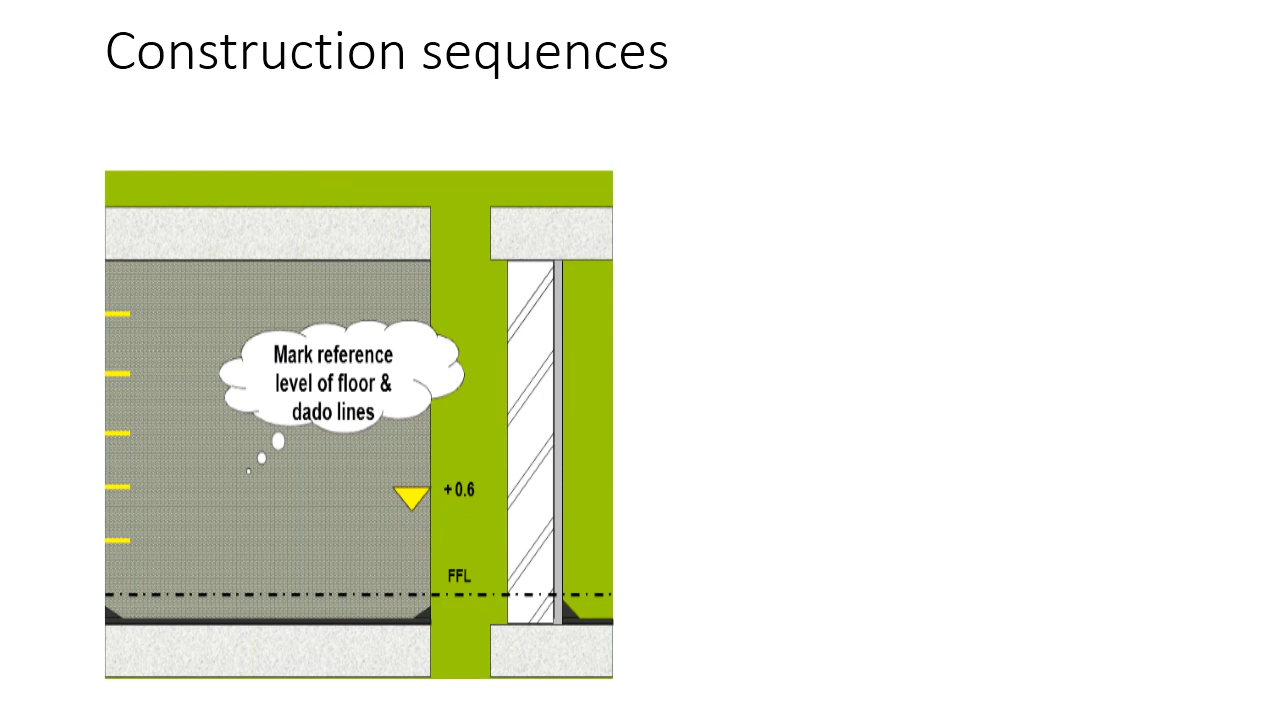 Construction sequences
Mark reference
level of floor &
dado lines
+ 0.6
FFL